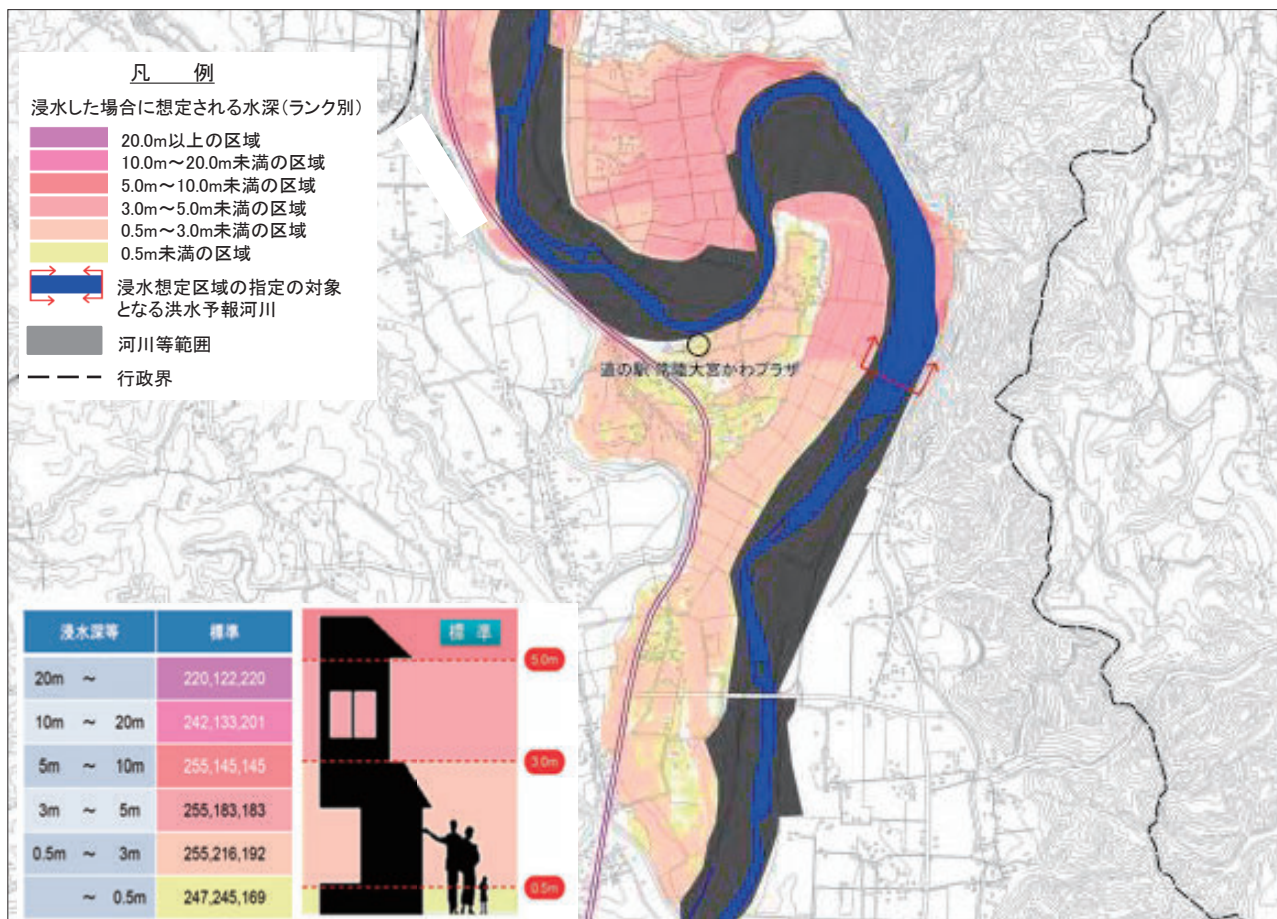 凡 例
浸水した場合に想定される水深(ランク別)
20.0m以上の区域
10.0m~20.0m未満の区域
5.0m~10.0m未満の区域
3.0m~5.0m未満の区域
0.5m~3.0m未満の区域
0.5m未満の区域
浸水想定区域の指定の対象
となる洪水予報河川
河川等範囲
行政界
道の駅 常陸大宮かわプラザ
浸水深等 標準
20m ~ 220,122,220
10m ~ 20m 242,133,201
5m ~ 10m 255,145,145
3m ~ 5m 255,183,183
0.5m ~ 3m 255,216,192
~ 0.5m 247,245,169
標準
5.0m
3.0m
0.5m